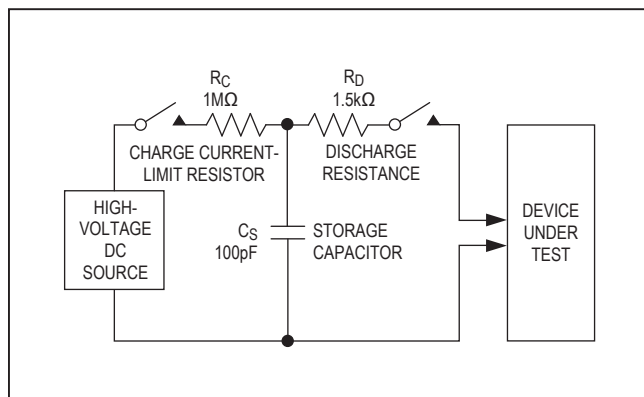 RC
1MΩ
RD
1.5kΩ
CHARGE CURRENT-
LIMIT RESISTOR
DISCHARGE
RESISTANCE
HIGH-
VOLTAGE
DC
SOURCE
CS
100pF
STORAGE
CAPACITOR
DEVICE
UNDER
TEST